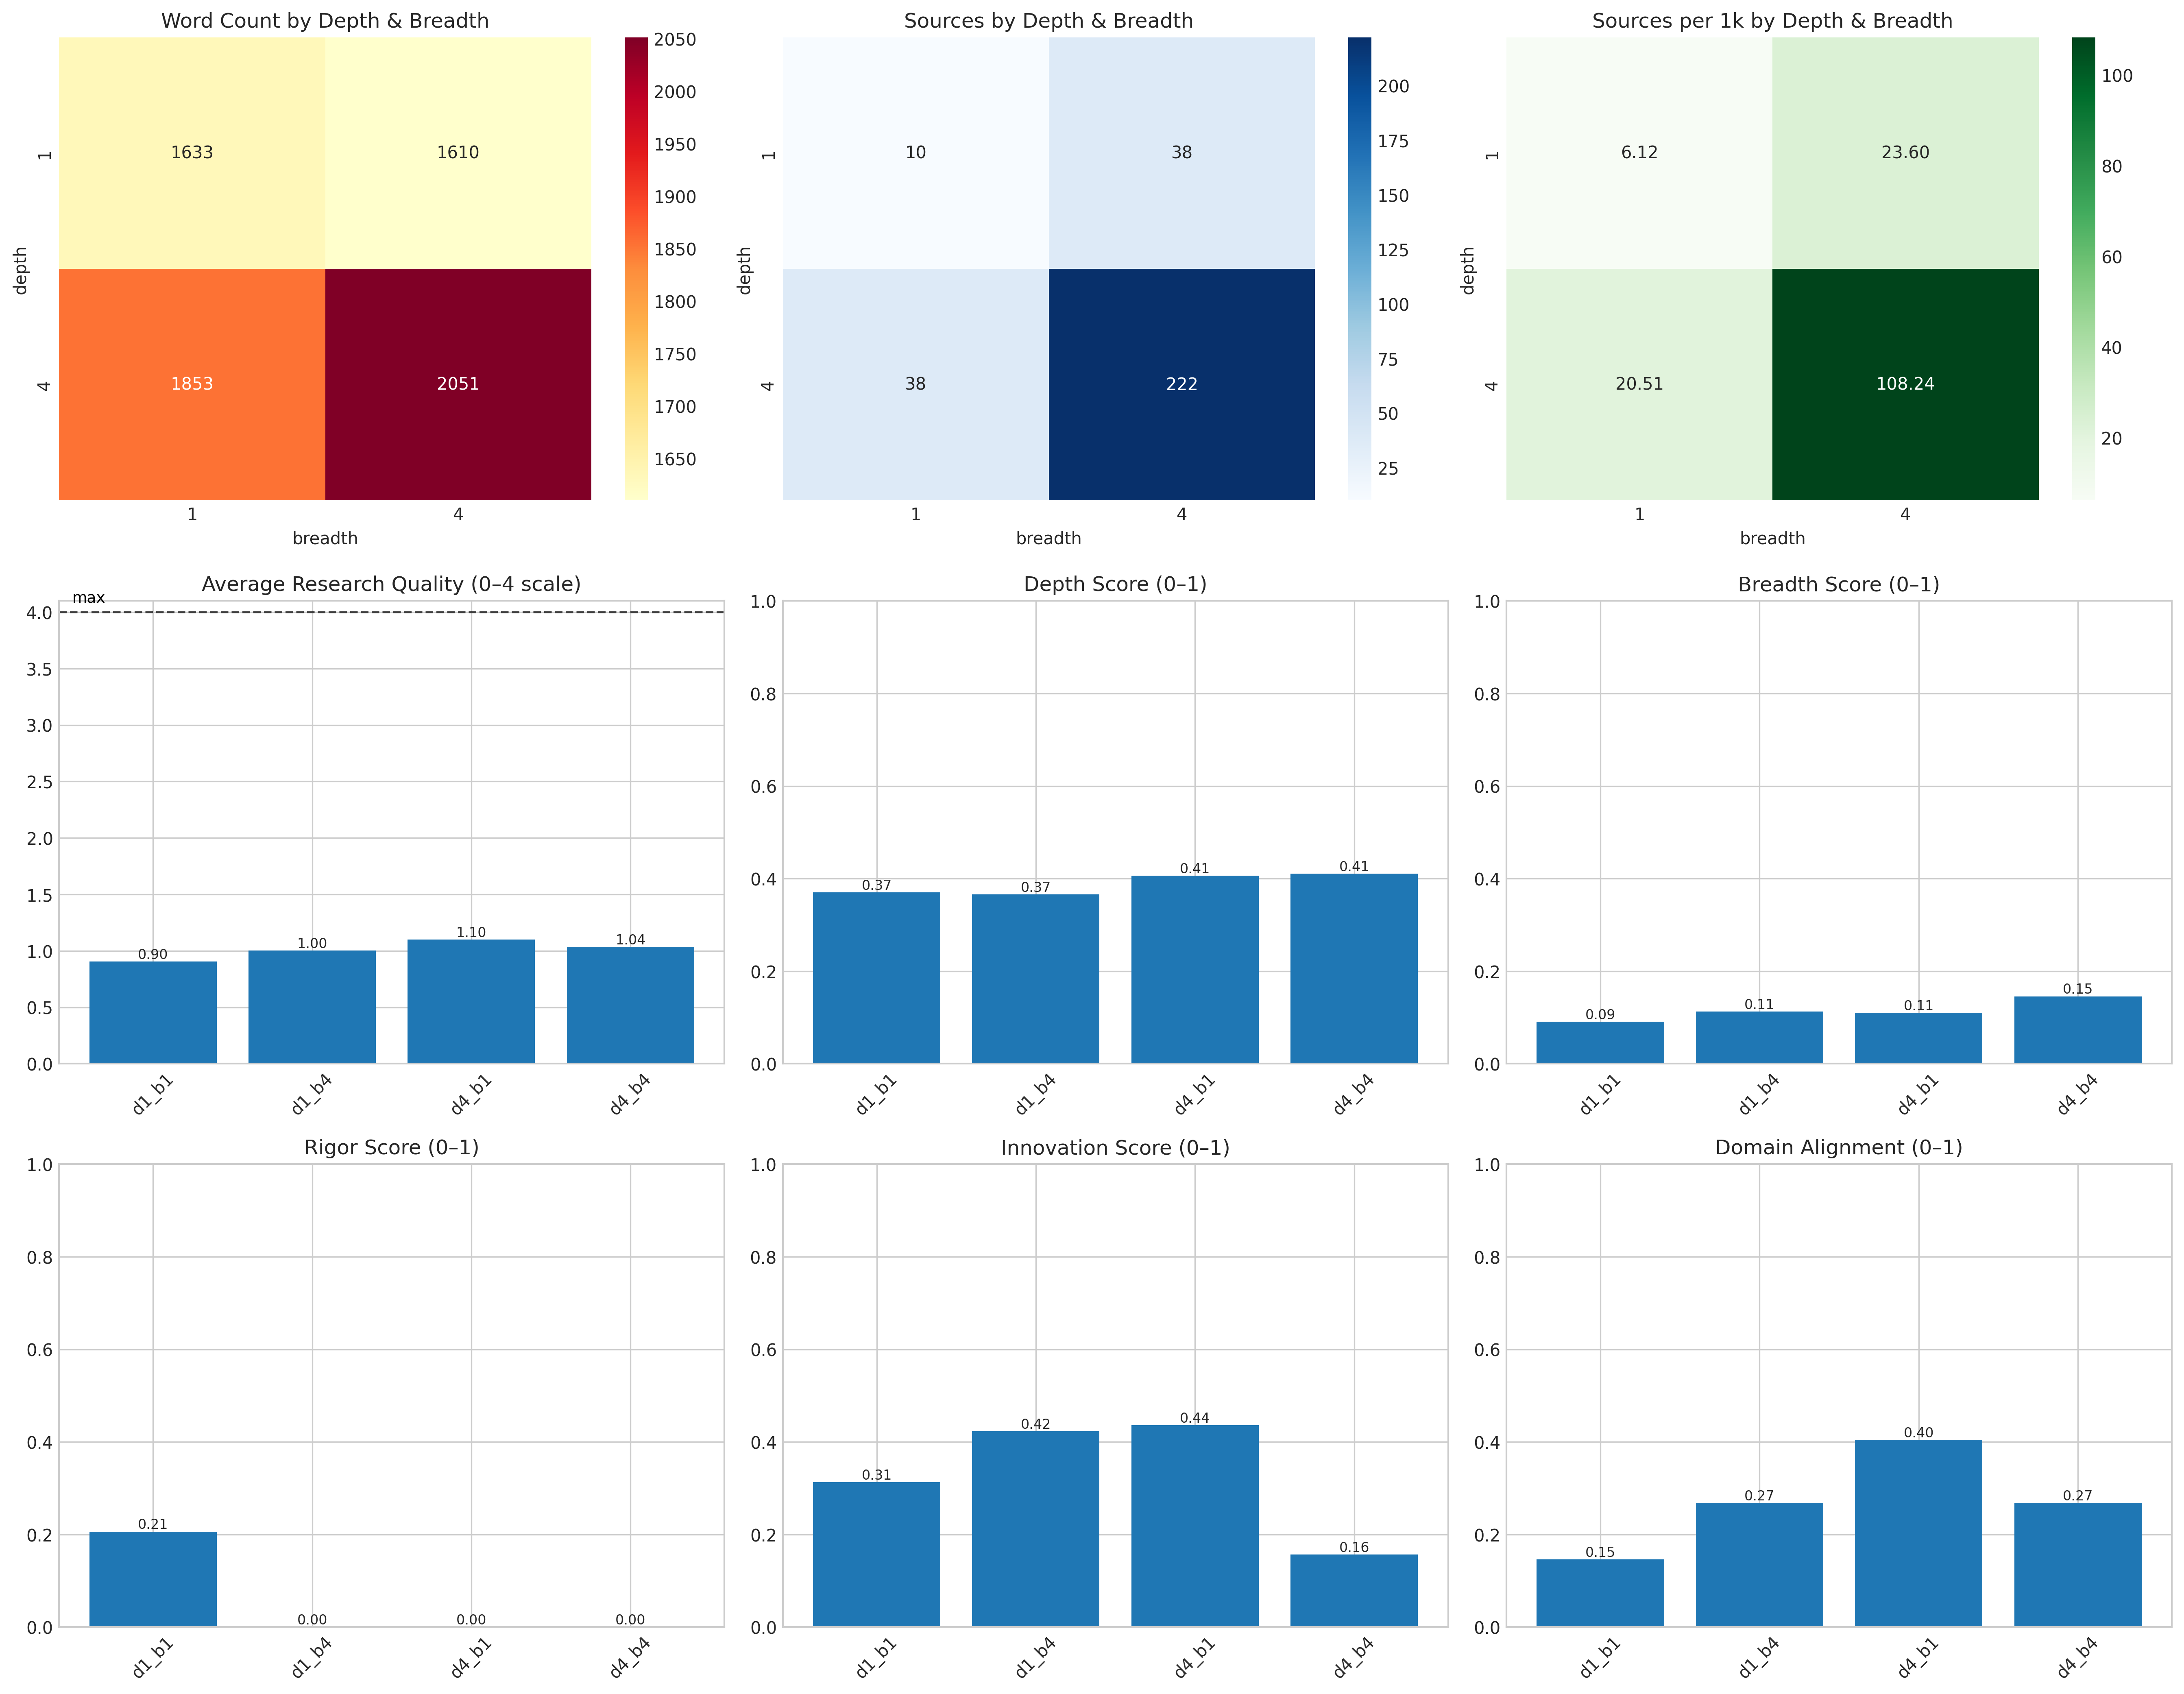 Word Count by Depth & Breadth
1633 1610
1853 2051
1
4
depth
1 4
breadth
2050
2000
1950
1900
1850
1800
1750
1700
1650
Sources by Depth & Breadth
10 38
38 222
1
4
depth
1 4
breadth
200
175
150
125
100
75
50
25
Sources per 1k by Depth & Breadth
6.12 23.60
20.51 108.24
1
4
depth
1 4
breadth
100
80
60
40
20
Average Research Quality (0–4 scale)
max
4.0
3.5
3.0
2.5
2.0
1.5
1.0
0.5
0.0
0.90 1.00 1.10 1.04
d1_b1 d1_b4 d4_b1 d4_b4
Depth Score (0–1)
1.0
0.8
0.6
0.4
0.2
0.0
0.37 0.37 0.41 0.41
d1_b1 d1_b4 d4_b1 d4_b4
Breadth Score (0–1)
1.0
0.8
0.6
0.4
0.2
0.0
0.09 0.11 0.11 0.15
d1_b1 d1_b4 d4_b1 d4_b4
Rigor Score (0–1)
1.0
0.8
0.6
0.4
0.2
0.0
0.21 0.00 0.00 0.00
d1_b1 d1_b4 d4_b1 d4_b4
Innovation Score (0–1)
1.0
0.8
0.6
0.4
0.2
0.0
0.31 0.42 0.44 0.16
d1_b1 d1_b4 d4_b1 d4_b4
Domain Alignment (0–1)
1.0
0.8
0.6
0.4
0.2
0.0
0.15 0.27 0.40 0.27
d1_b1 d1_b4 d4_b1 d4_b4